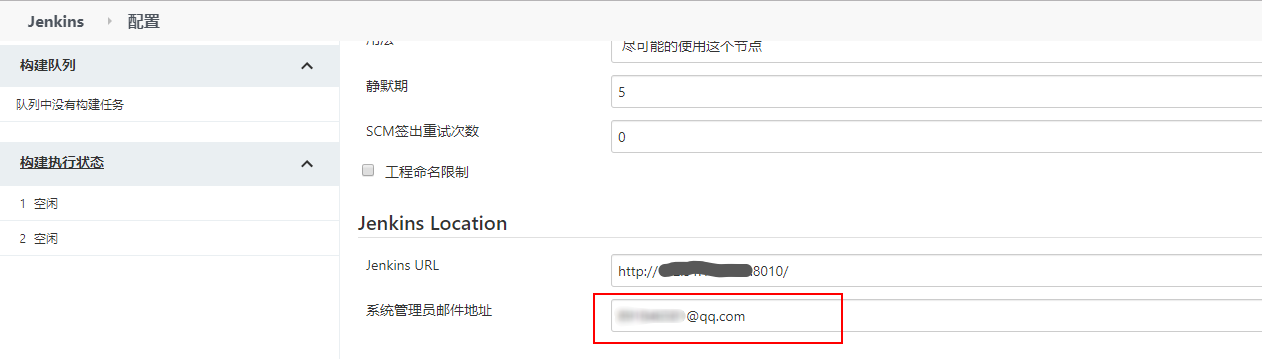 Jenkins 配置
构建队列
队列中没有构建任务
构建执行状态
1 空闲
2 空闲
用法 尽可能的使用这个节点
静默期 5
SCM签出重试次数 0
工程命名限制
Jenkins Location
Jenkins URL http:// 8010/
系统管理员邮件地址 @qq.com